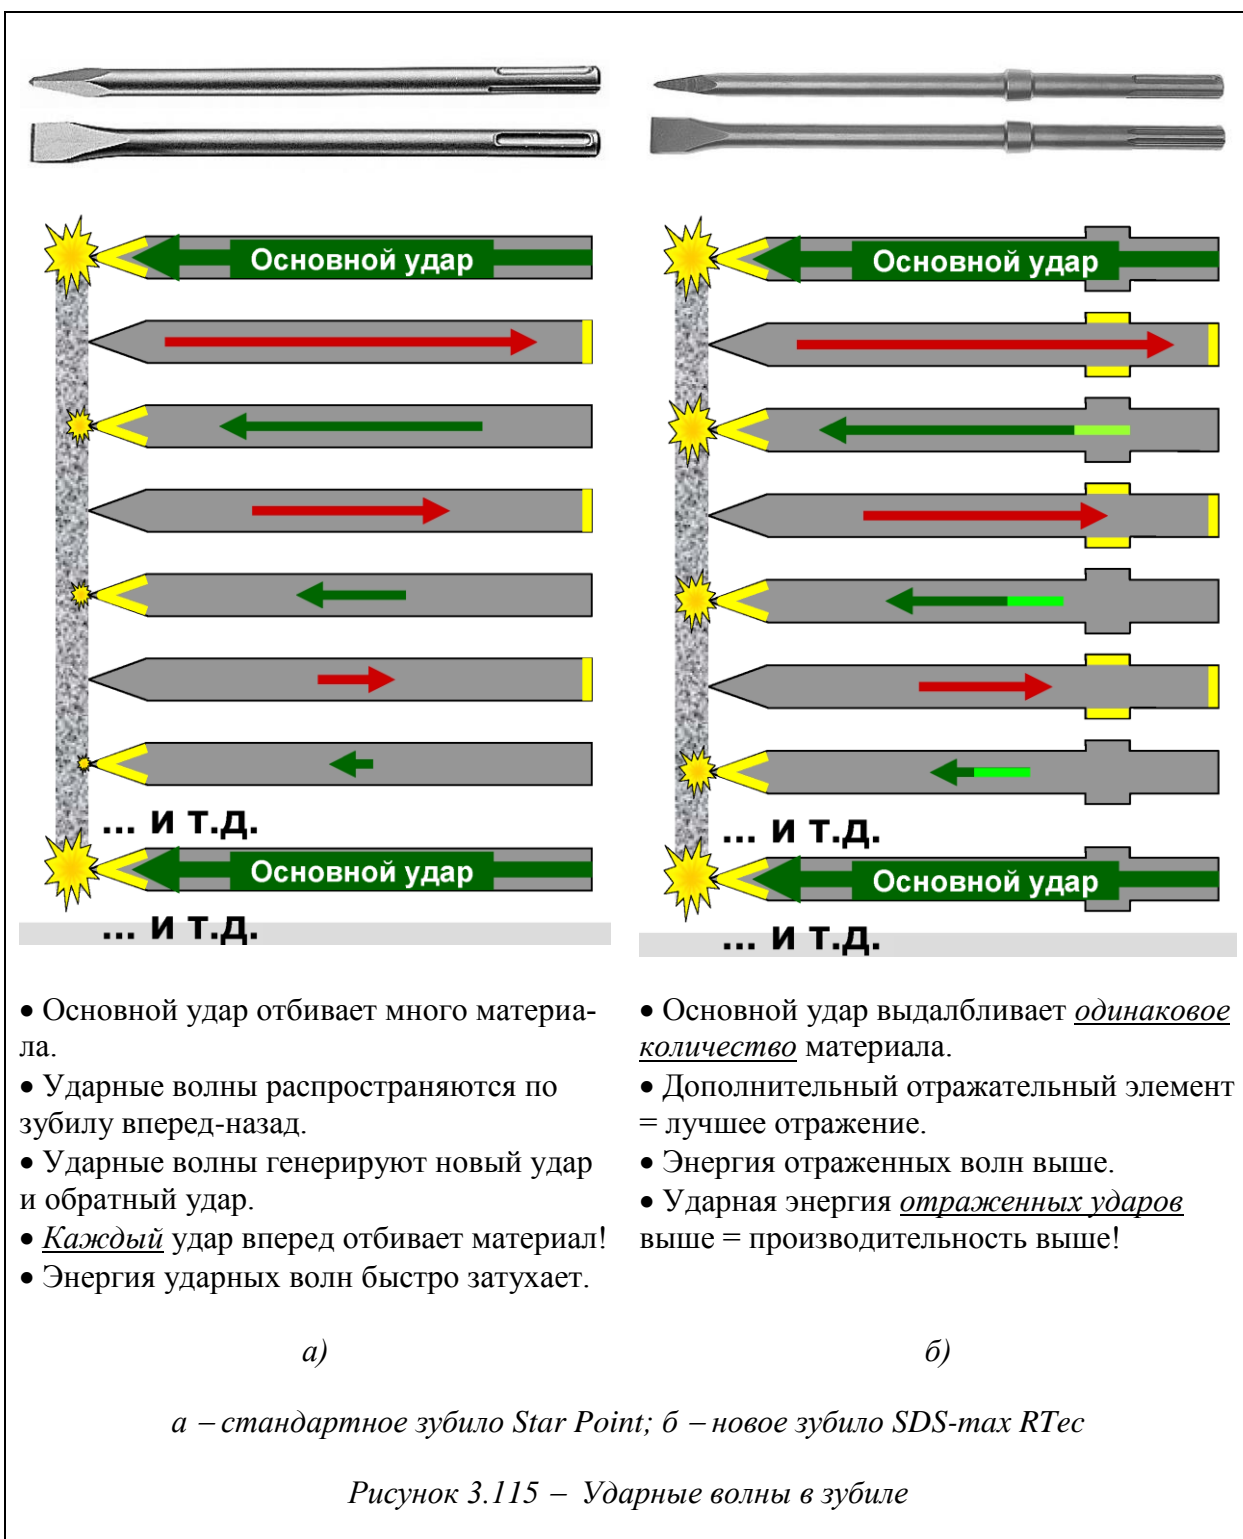 Основной удар
... и т.д.
Основной удар
... и т.д.
• Основной удар отбивает много материа-
ла.
• Ударные волны распространяются по
зубилу вперед-назад.
• Ударные волны генерируют новый удар
и обратный удар.
• Каждый удар вперед отбивает материал!
• Энергия ударных волн быстро затухает.
а)
Основной удар
... и т.д.
Основной удар
... и т.д.
• Основной удар выдалбливает одинаковое
количество материала.
• Дополнительный отражательный элемент
= лучшее отражение.
• Энергия отраженных волн выше.
• Ударная энергия отраженных ударов
выше = производительность выше!
б)
а – стандартное зубило Star Point; б – новое зубило SDS-max RTec
Рисунок 3.115 – Ударные волны в зубиле